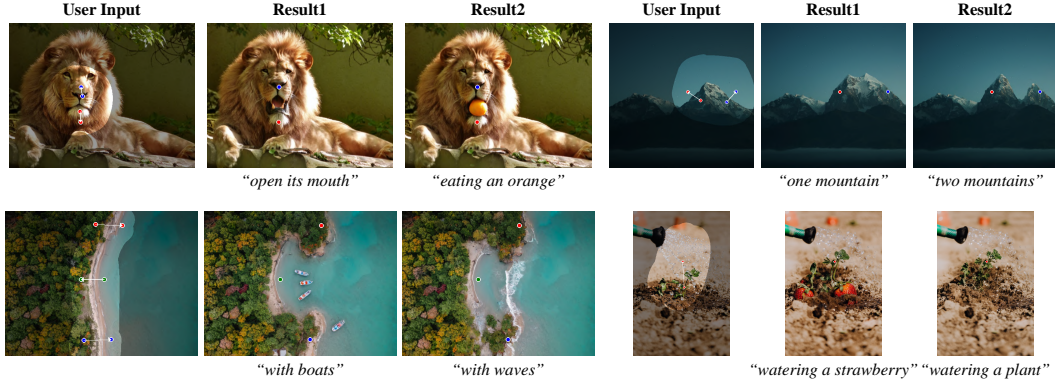 User Input Result1 Result2 User Input Result1 Result2
“open its mouth” “eating an orange” “one mountain” “two mountains”
“with boats” “with waves” “watering a strawberry” “watering a plant”